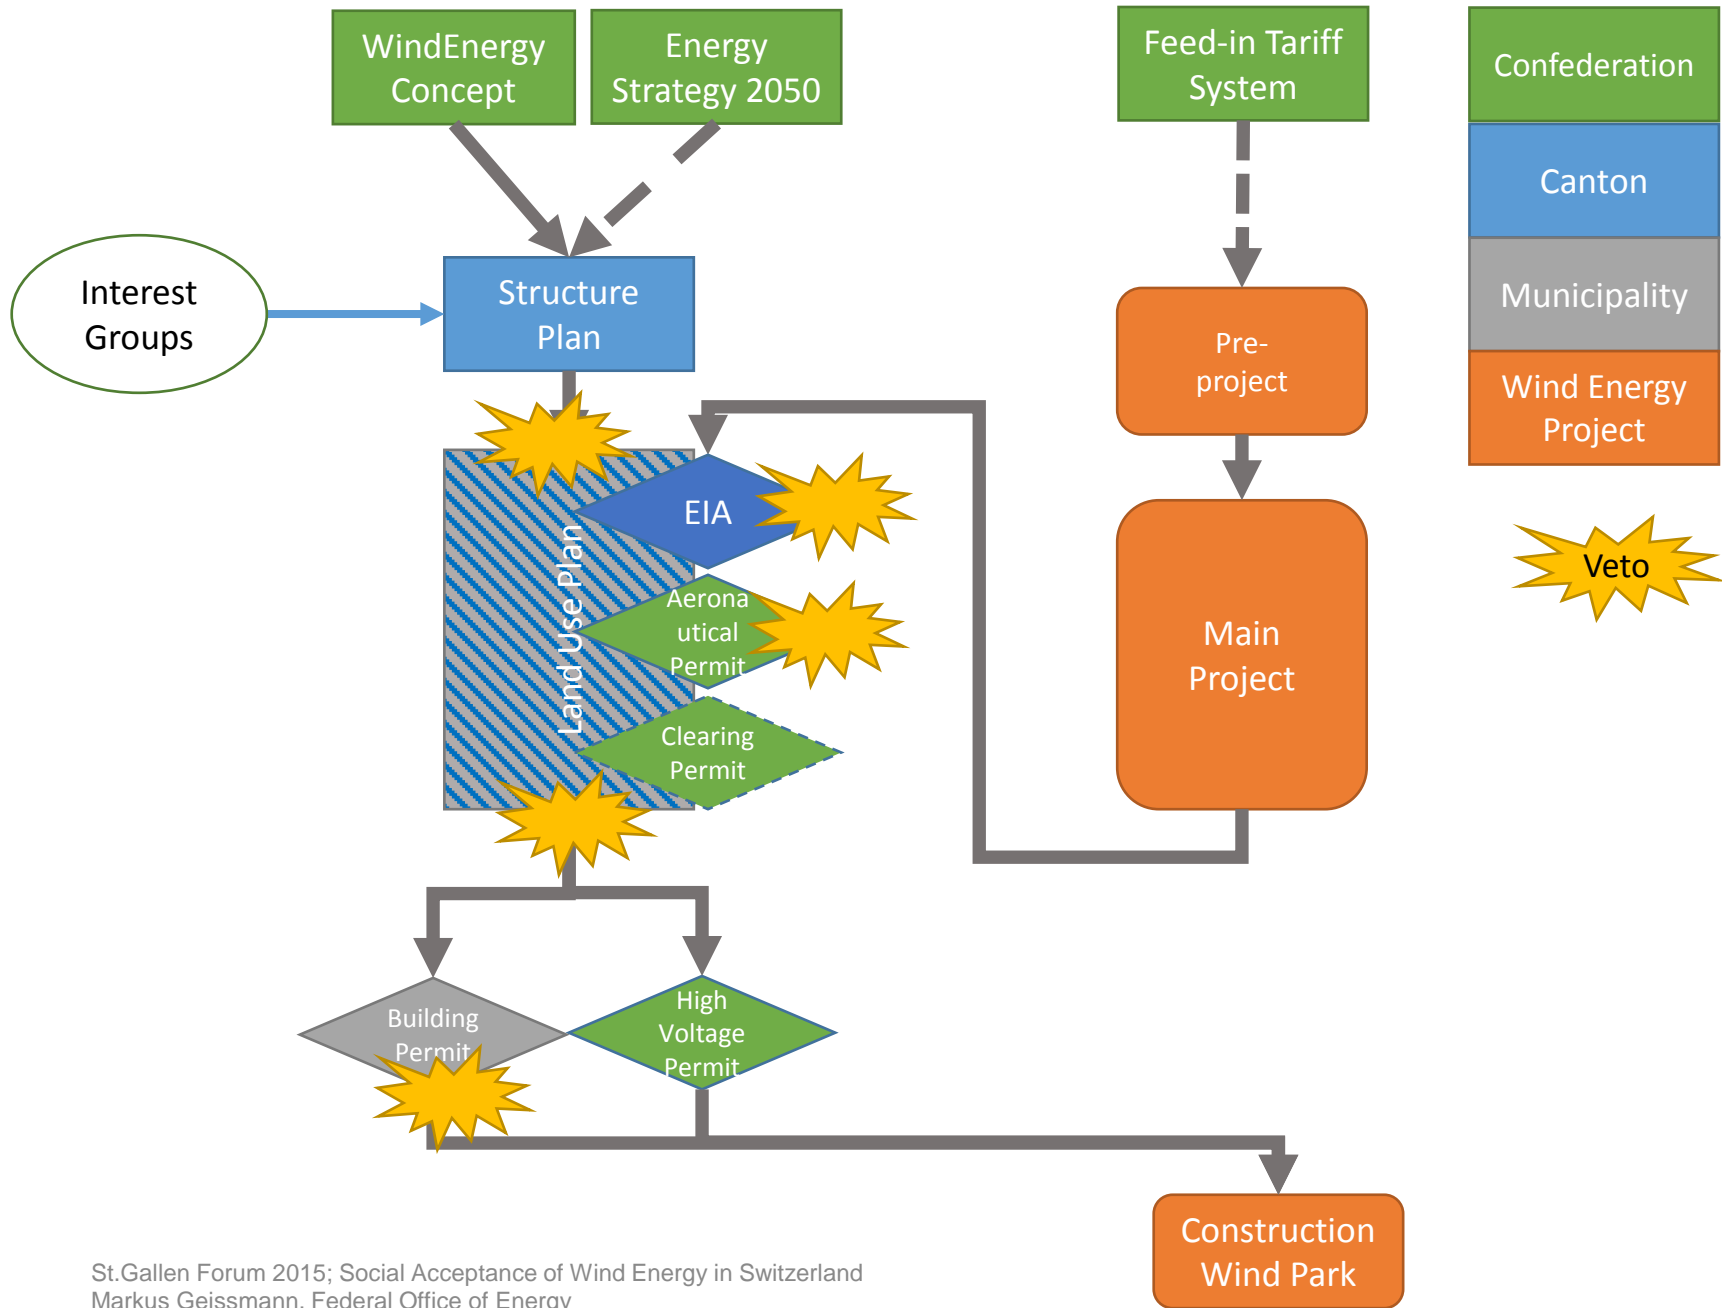 WindEnergy
Concept
Energy
Strategy 2050
Feed-in Tariff
System
Confederation
Canton
Municipality
Wind Energy
Project
Veto
Interest
Groups
Structure
Plan
Pre-
project
Land Use Plan
EIA
Aerona
utical
Permit
Clearing
Permit
Main
Project
Building
Permit
High
Voltage
Permit
Construction
Wind Park
St.Gallen Forum 2015; Social Acceptance of Wind Energy in Switzerland
Markus Geissmann, Federal Office of Energy